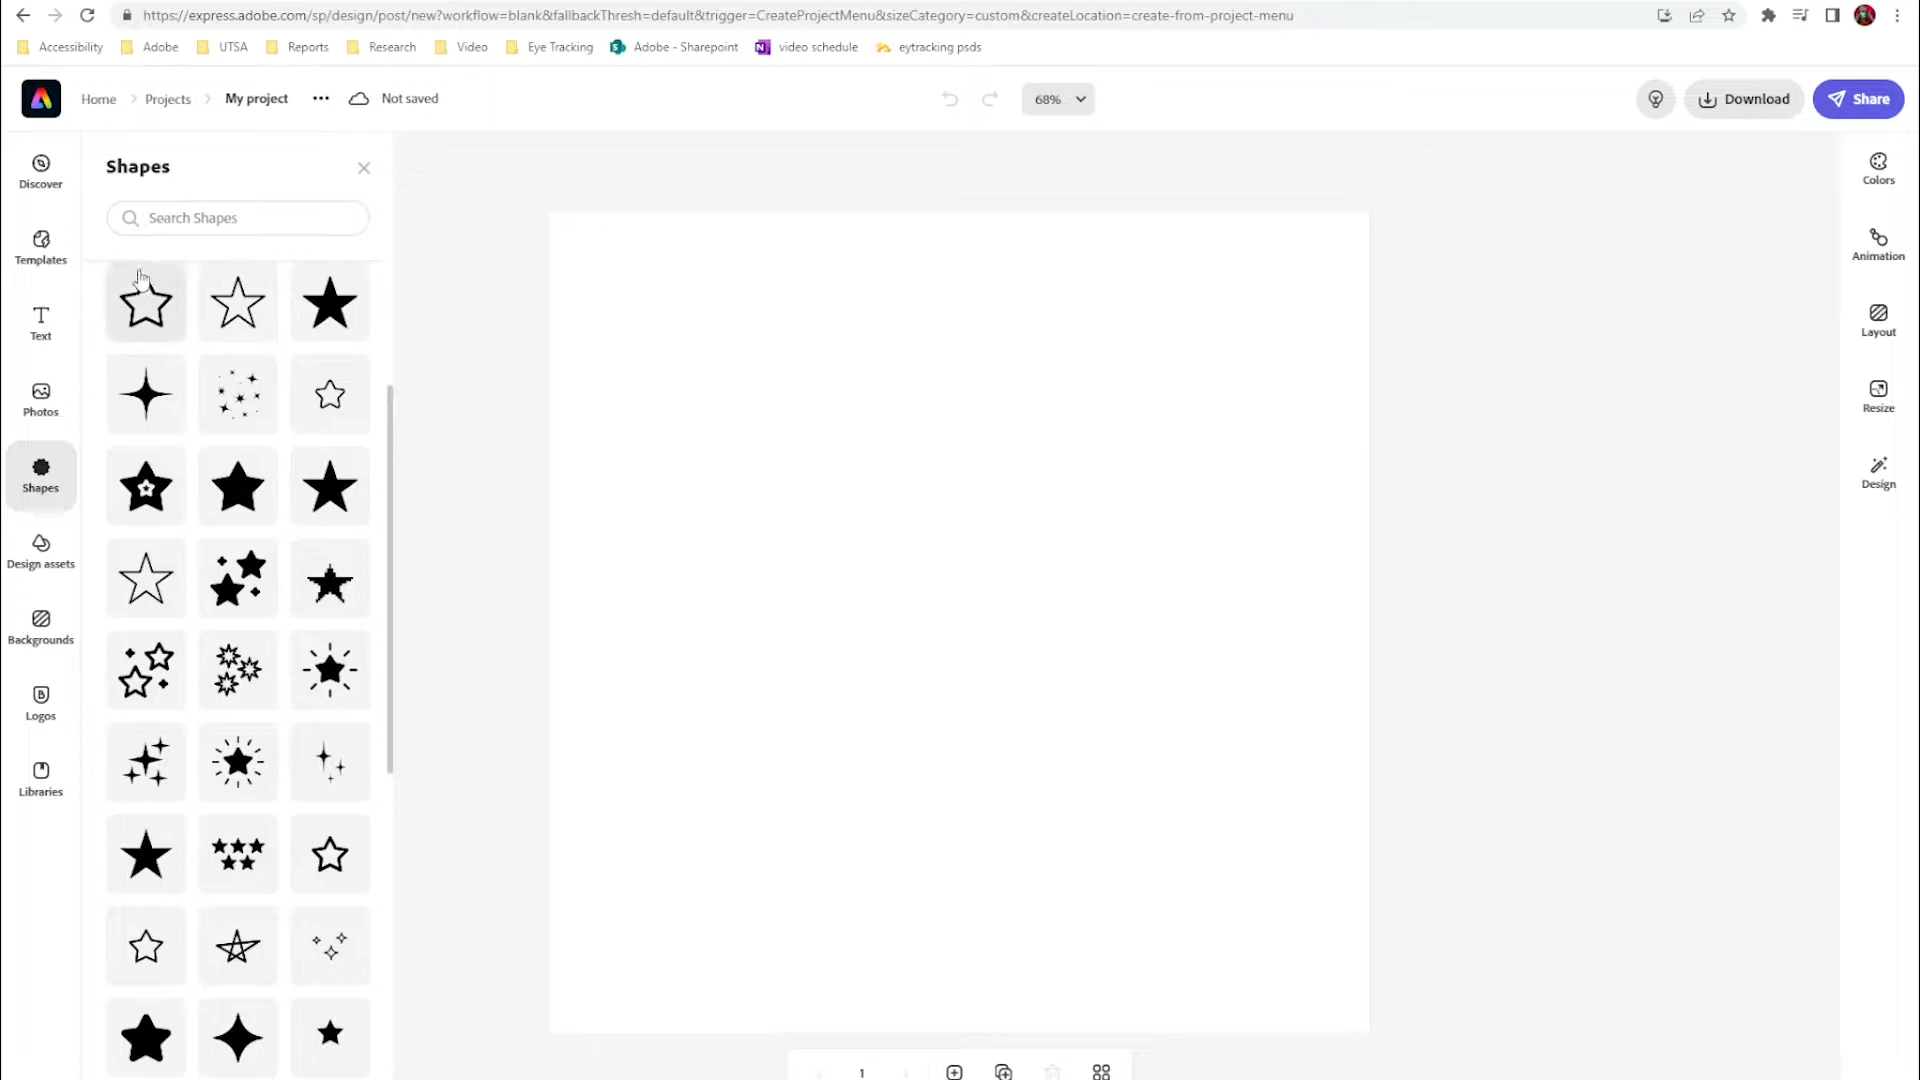 https://express.adobe.com/sp/design/post/new?workflow=blank&fallbackThresh=default&trigger=CreateProjectMenu&sizeCategory=custom&createLocation=create-from-project-menu
Accessibility Adobe UTSA Reports Research Video Eye Tracking Adobe - Sharepoint video schedule eytracking psds
Home Projects My project Not saved 68% Download Share
Shapes
Search Shapes
Discover
Templates
Text
Photos
Shapes
Design assets
Backgrounds
Logos
Libraries
Colors
Animation
Layout
Resize
Design
1